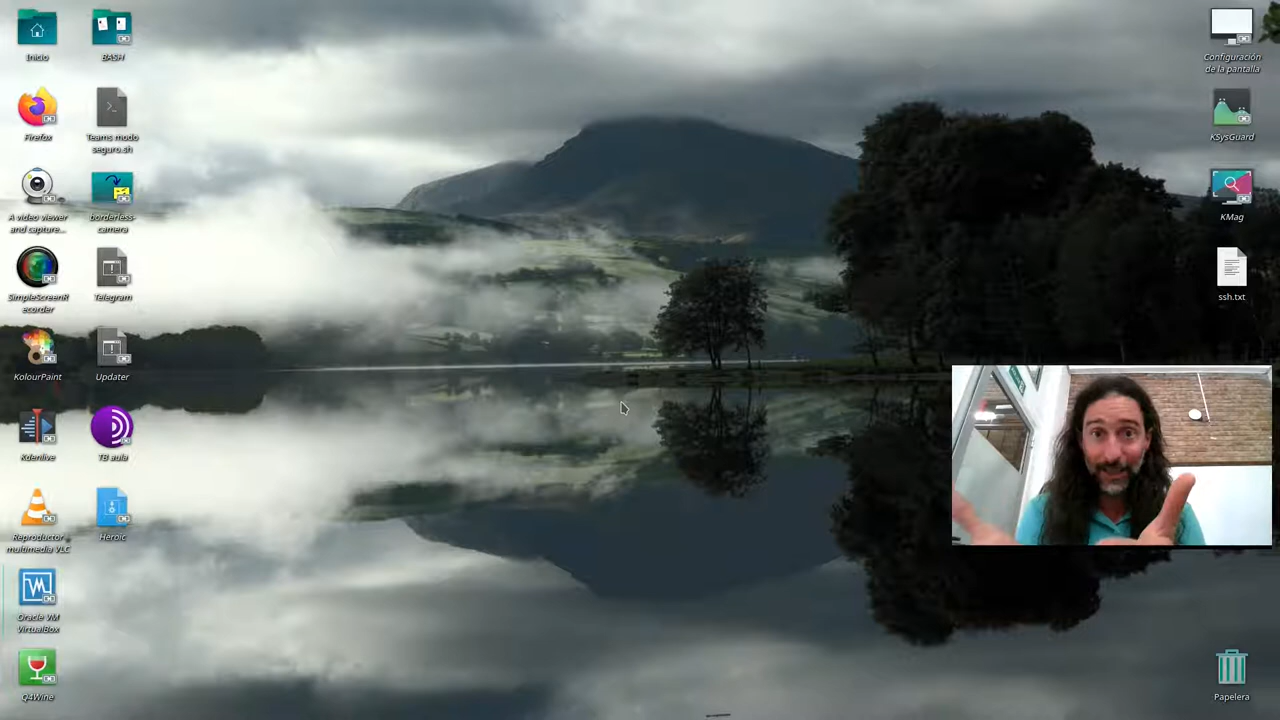 Inicio
BASH
Firefox
Teams modo
seguro.sh
A video viewer
and capture...
borderless-
camera
SimpleScreenR
ecorder
Telegram
KolourPaint
Updater
Kdenlive
TB aula
Reproductor
multimedia VLC
Heroic
Oracle VM
VirtualBox
Q4Wine
Configuración
de la pantalla
KSysGuard
KMag
ssh.txt
Papelera